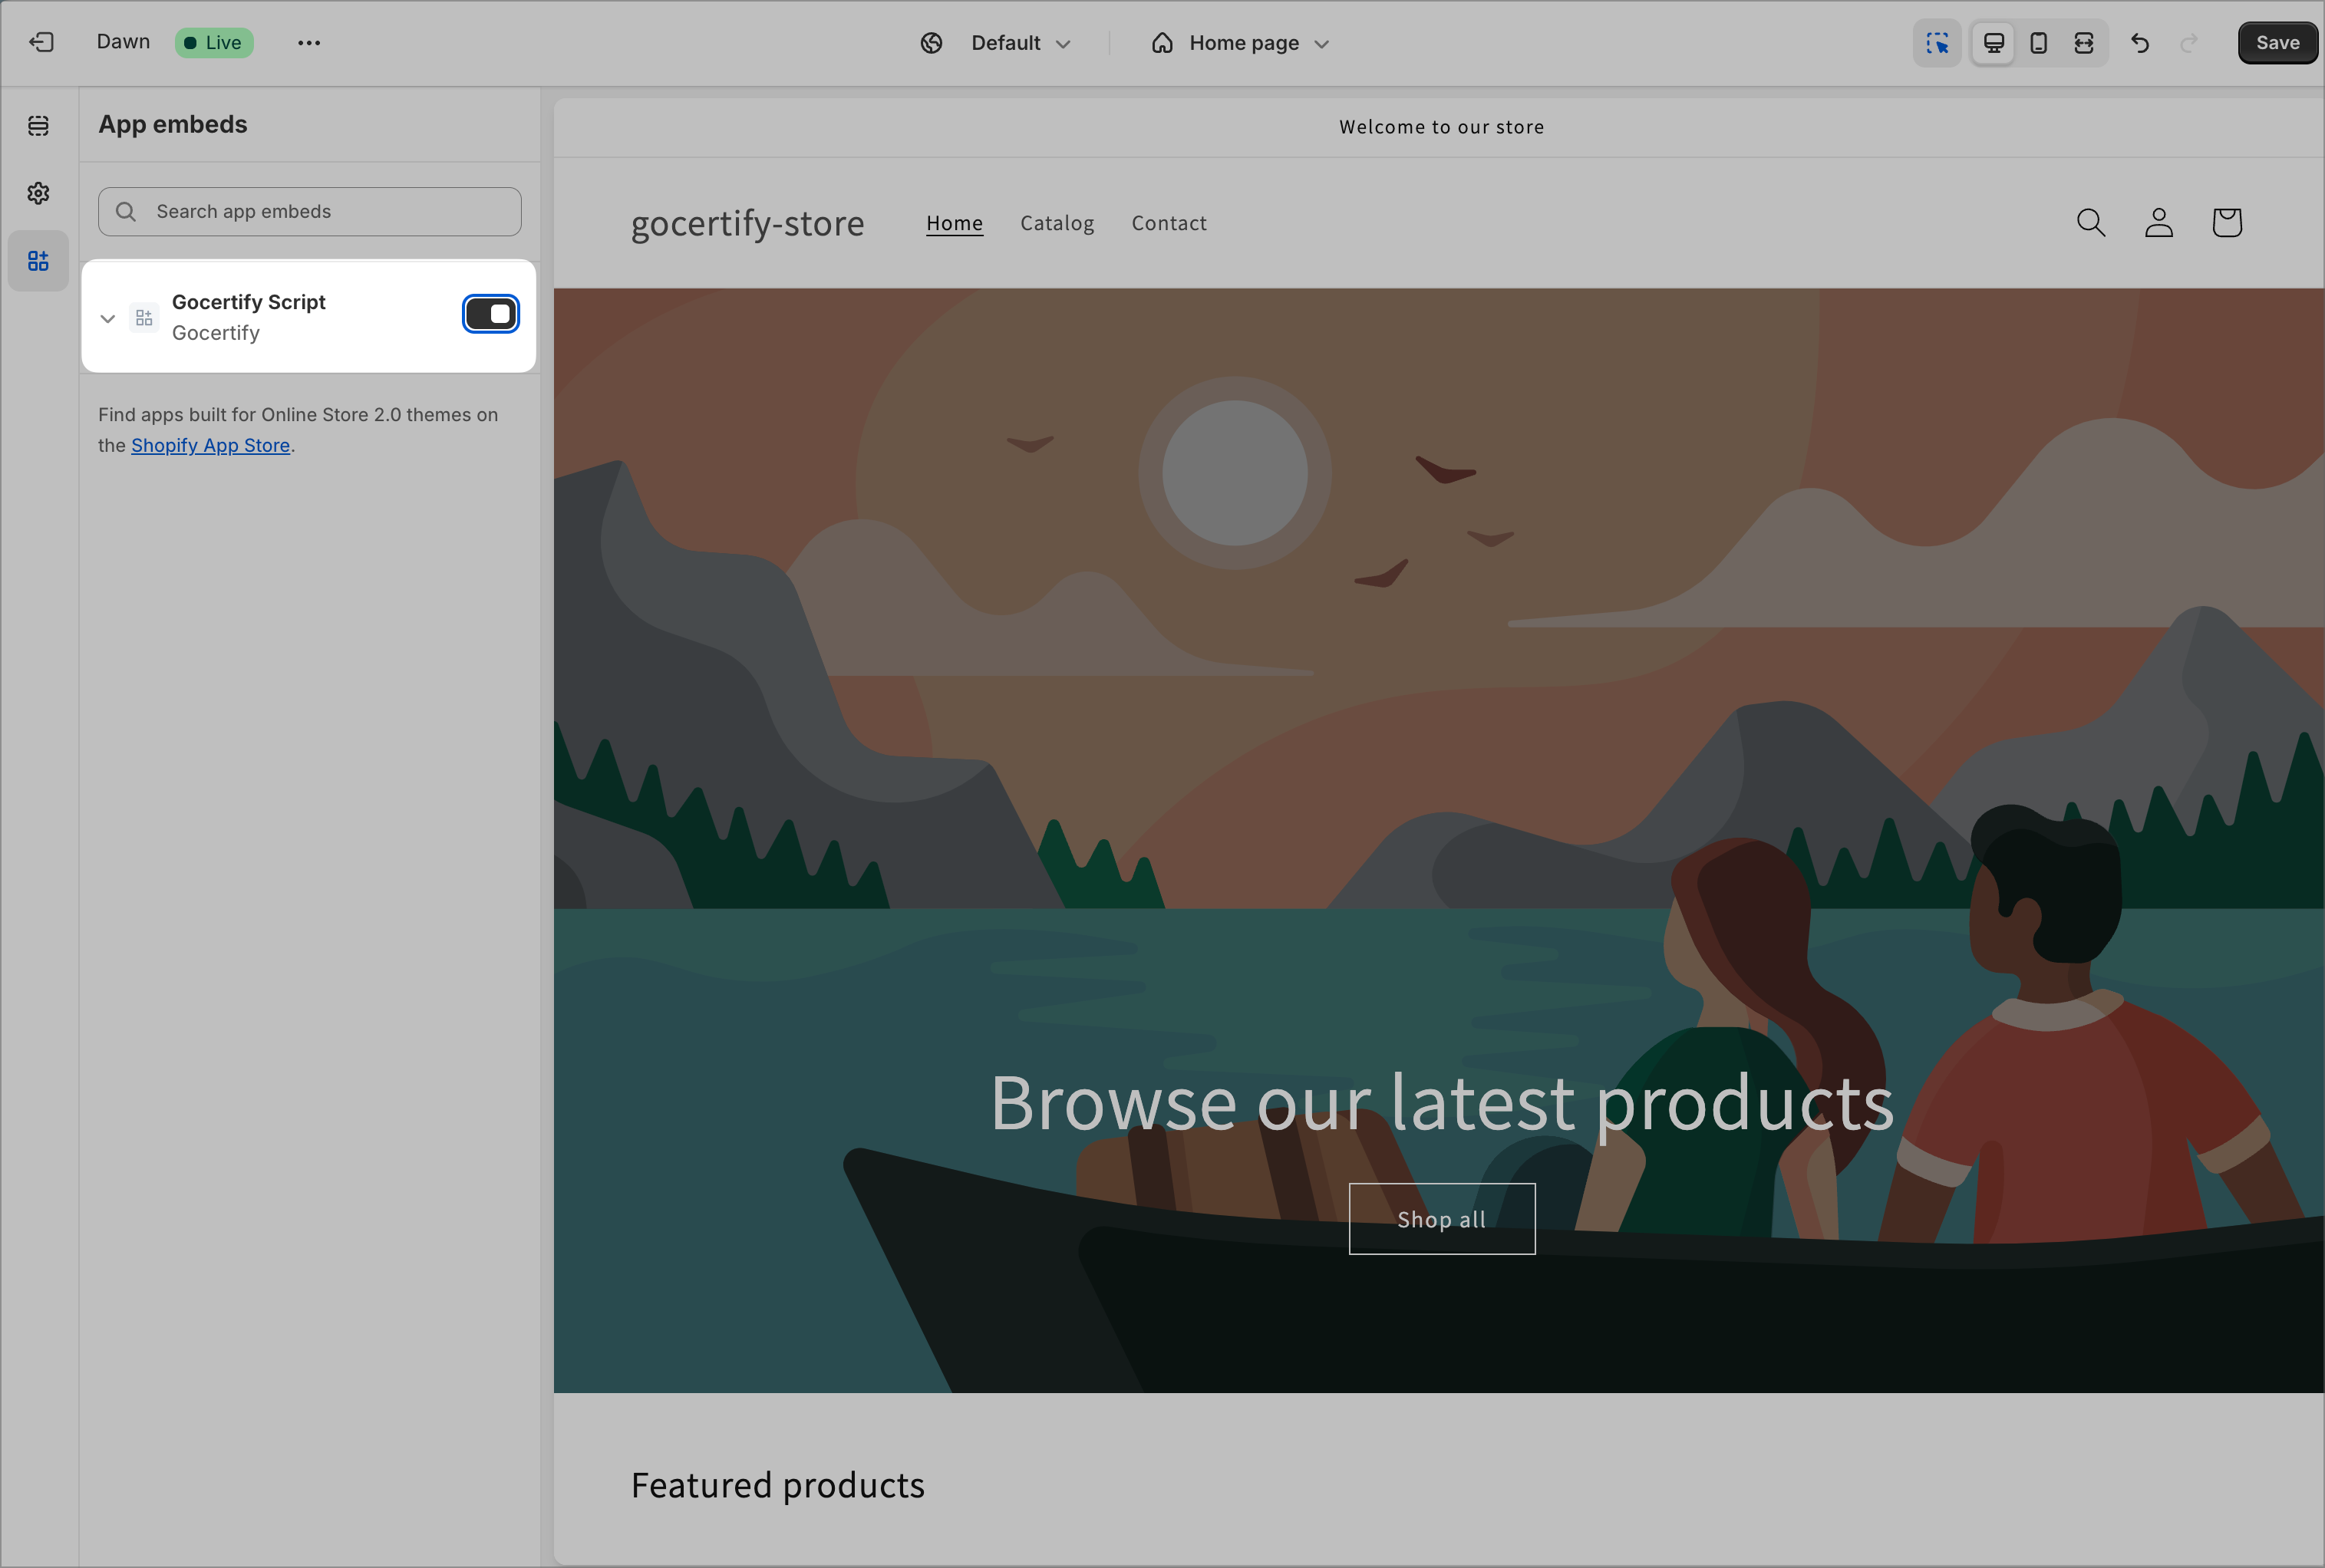 Dawn
Live
Default
Home page
Save
App embeds
Search app embeds
Gocertify Script
Gocertify
Find apps built for Online Store 2.0 themes on
the Shopify App Store.
Welcome to our store
gocertify-store
Home
Catalog
Contact
Browse our latest products
Shop all
Featured products